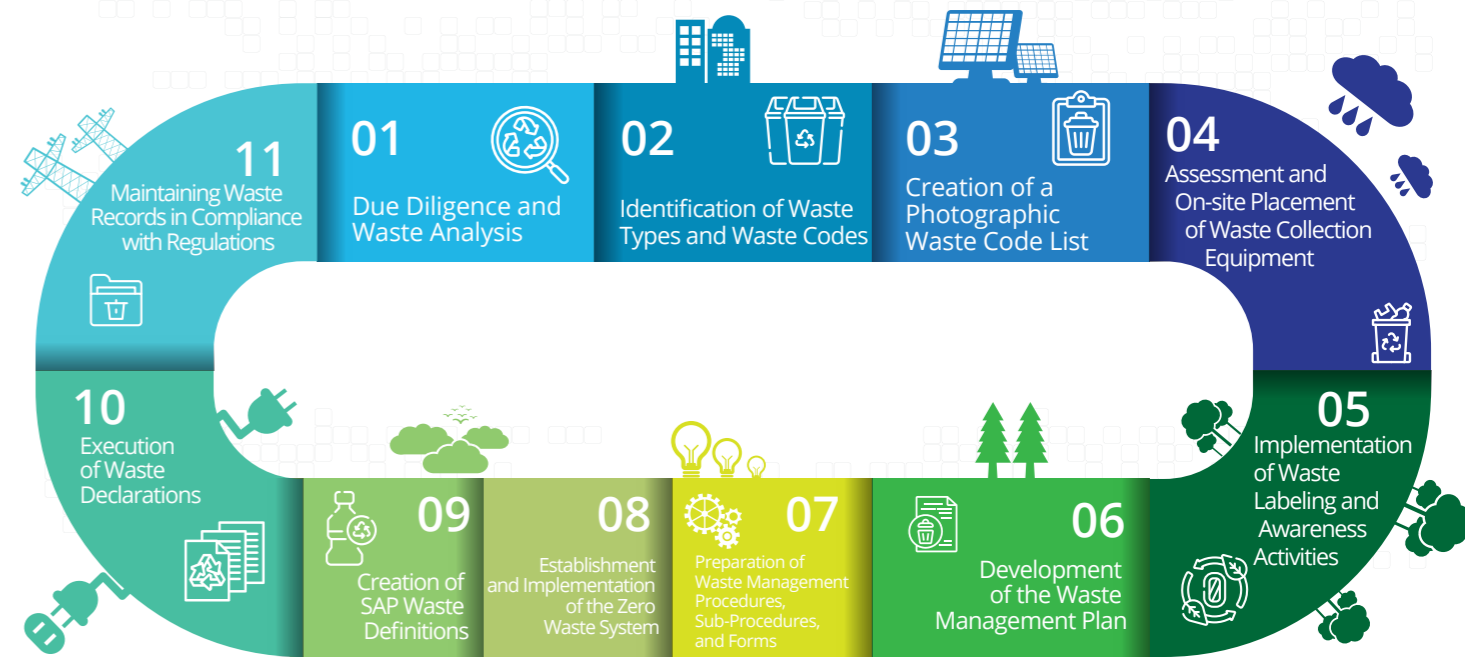 01
Due Diligence and
Waste Analysis
02
Identification of Waste
Types and Waste Codes
03
Creation of a
Photographic
Waste Code List
04
Assessment and
On-site Placement
of Waste Collection
Equipment
05
Implementation
of Waste
Labeling and
Awareness
Activities
06
Development
of the Waste
Management Plan
07
Preparation of
Waste Management
Procedures,
Sub-Procedures,
and Forms
08
Establishment
and Implementation
of the Zero
Waste System
09
Creation of
SAP Waste
Definitions
10
Execution
of Waste
Declarations
11
Maintaining Waste
Records in Compliance
with Regulations